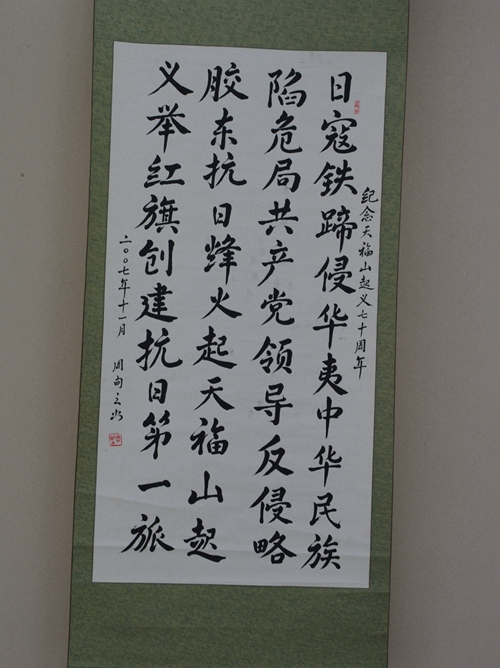 纪念天福山起义七十周年
日寇铁蹄侵华夷中华民族
陷危局共产党领导反侵略
胶东抗日烽火起天福山起
义举红旗创建抗日第一旅
二〇〇七年十一月 周